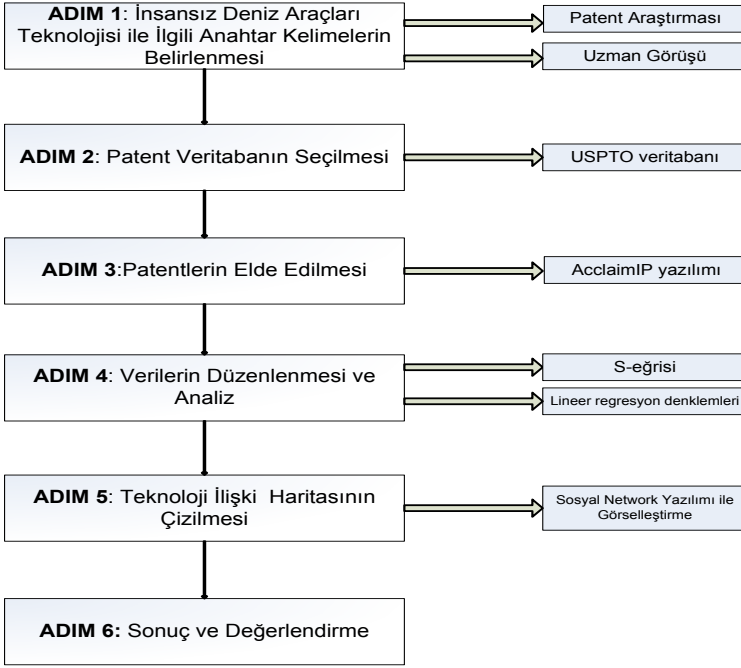 ADIM 1: İnsansız Deniz Araçları
Teknolojisi ile İlgili Anahtar Kelimelerin
Belirlenmesi
Patent Araştırması
Uzman Görüşü
ADIM 2: Patent Veritabanın Seçilmesi
USPTO veritabanı
ADIM 3:Patentlerin Elde Edilmesi
AcclaimIP yazılımı
ADIM 4: Verilerin Düzenlenmesi ve
Analiz
S-eğrisi
Lineer regresyon denklemleri
ADIM 5: Teknoloji İlişki Haritasının
Çizilmesi
Sosyal Network Yazılımı ile
Görselleştirme
ADIM 6: Sonuç ve Değerlendirme